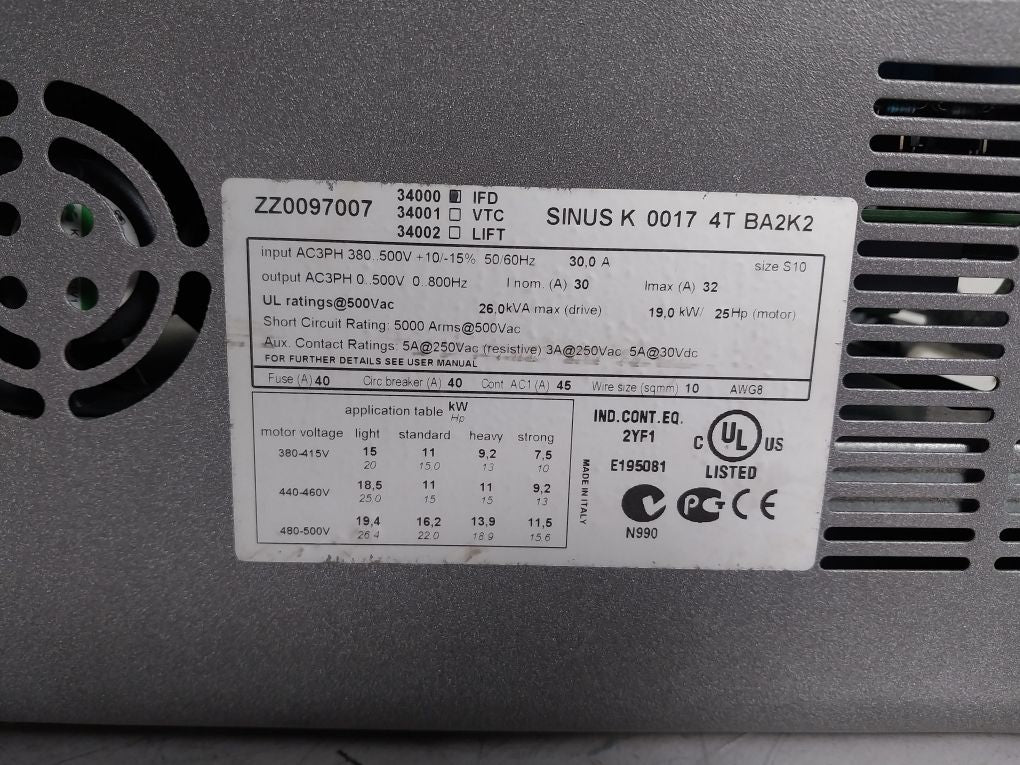 ZZ0097007
34000 IFD
34001 VTC
34002 LIFT
SINUS K 0017 4T BA2K2
input AC3PH 380..500V +10/-15% 50/60Hz 30,0 A size S10
output AC3PH 0..500V 0..800Hz I nom. (A) 30 Imax (A) 32
UL ratings@500Vac 26,0kVA max (drive) 19,0 kW/ 25Hp (motor)
Short Circuit Rating: 5000 Arms@500Vac
Aux. Contact Ratings: 5A@250Vac (resistive) 3A@250Vac 5A@30Vdc
FOR FURTHER DETAILS SEE USER MANUAL
Fuse (A) 40 Circ breaker (A) 40 Cont. AC1 (A) 45 Wire size (sqmm) 10 AWG8
application table kW
Hp
motor voltage light standard heavy strong
380-415V 15 11 9,2 7,5
20 15.0 13 10
440-460V 18,5 11 11 9,2
25.0 15 15 13
480-500V 19,4 16,2 13,9 11,5
26.4 22.0 18.9 15.6
MADE IN ITALY
IND.CONT.EQ.
2YF1
E195081
C UL US
LISTED
N990
PG CE
K